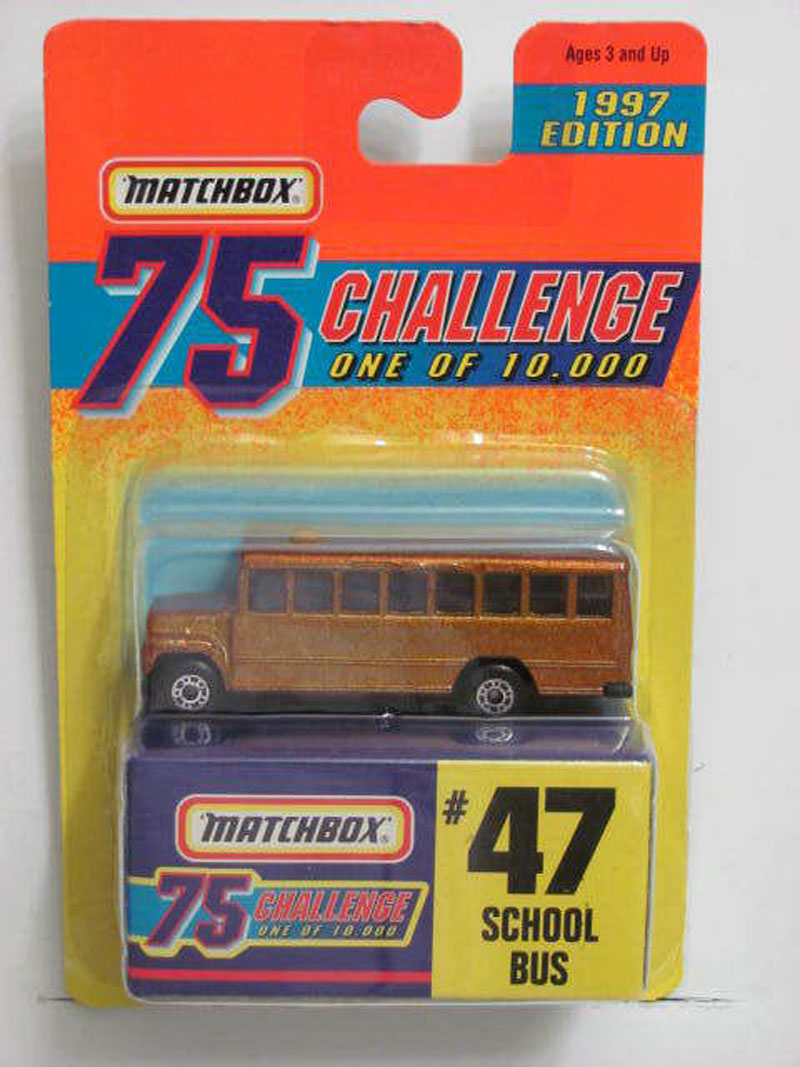 Ages 3 and Up
1997
EDITION
"MATCHBOX"®
75 CHALLENGE
ONE OF 10.000
"MATCHBOX"®
75 CHALLENGE
ONE OF 10.000
#47
SCHOOL
BUS